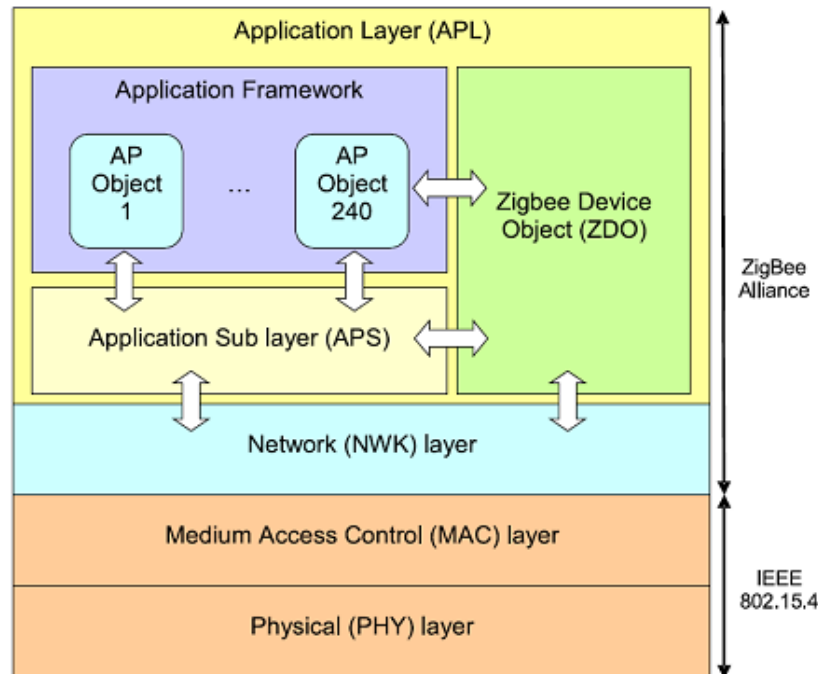 Application Layer (APL)
Application Framework
AP
Object
1
...
AP
Object
240
Zigbee Device
Object (ZDO)
Application Sub layer (APS)
Network (NWK) layer
Medium Access Control (MAC) layer
Physical (PHY) layer
ZigBee
Alliance
IEEE
802.15.4